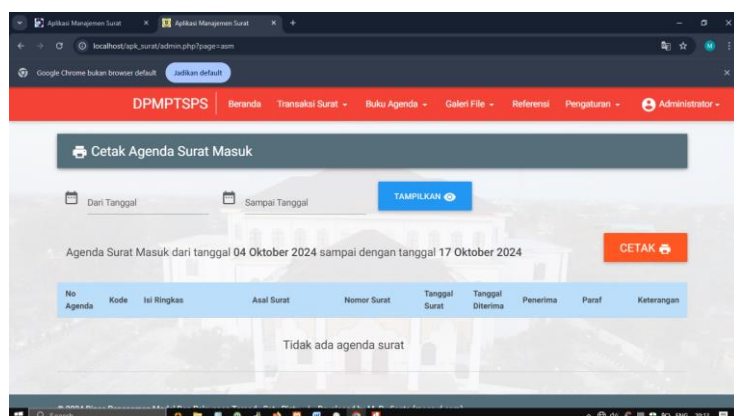 Aplikasi Manajemen Surat
Aplikasi Manajemen Surat
localhost/apk_surat/admin.php?page=asm
M
Google Chrome bukan browser default
Jadikan default
DPMPTSPS
Beranda
Transaksi Surat
Buku Agenda
Galeri File
Referensi
Pengaturan
Administrator
Cetak Agenda Surat Masuk
Dari Tanggal
Sampai Tanggal
TAMPILKAN
Agenda Surat Masuk dari tanggal 04 Oktober 2024 sampai dengan tanggal 17 Oktober 2024
CETAK
No Agenda
Kode
Isi Ringkas
Asal Surat
Nomor Surat
Tanggal Surat
Tanggal Diterima
Penerima
Paraf
Keterangan
Tidak ada agenda surat
Search
ENG